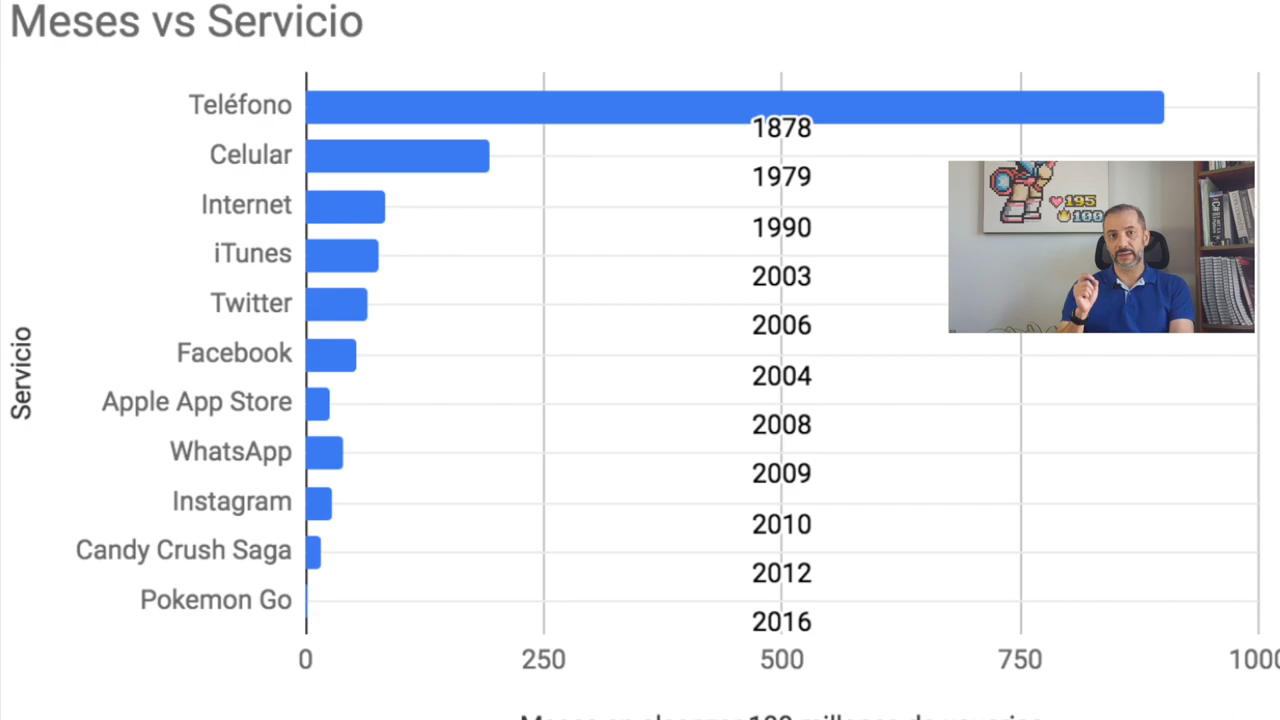 Meses vs Servicio
Teléfono
1878
Celular
1979
Internet
1990
iTunes
2003
Twitter
2006
Facebook
2004
Apple App Store
2008
WhatsApp
2009
Instagram
2010
Candy Crush Saga
2012
Pokemon Go
2016
Servicio
0 250 500 750 1000
195
100
C#